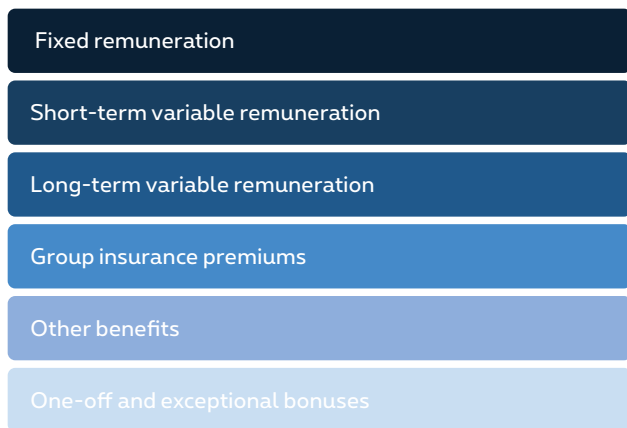 Fixed remuneration
Short-term variable remuneration
Long-term variable remuneration
Group insurance premiums
Other benefits
One-off and exceptional bonuses